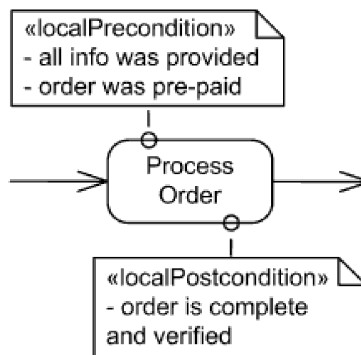 «localPrecondition»
- all info was provided
- order was pre-paid
Process
Order
«localPostcondition»
- order is complete
and verified